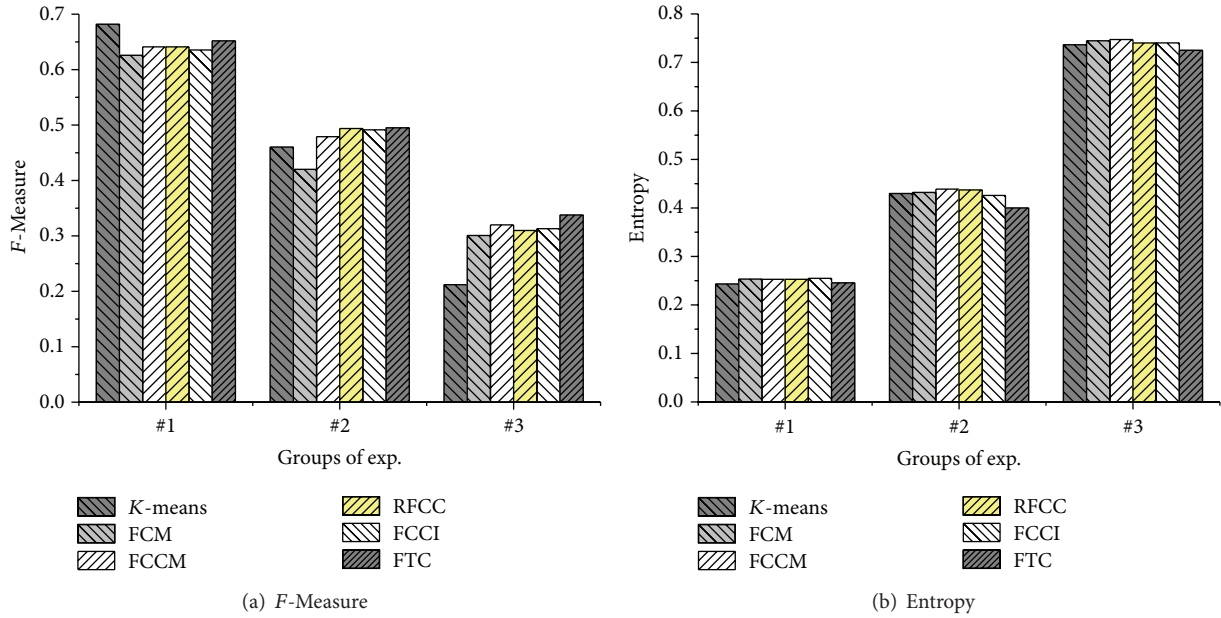 0.7
0.6
0.5
0.4
0.3
0.2
0.1
0.0
F-Measure
#1 #2 #3
Groups of exp.
K-means RFCC
FCM FCCI
FCCM FTC
(a) F-Measure
0.8
0.7
0.6
0.5
0.4
0.3
0.2
0.1
0.0
Entropy
#1 #2 #3
Groups of exp.
K-means RFCC
FCM FCCI
FCCM FTC
(b) Entropy